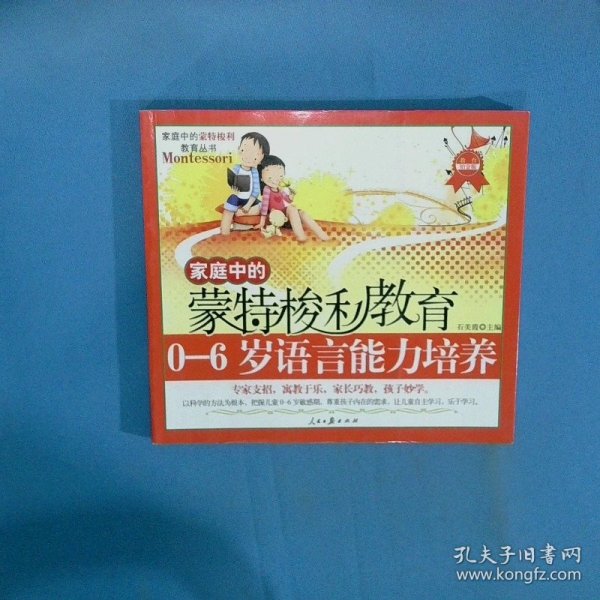 家庭中的蒙特梭利
教育丛书
Montessori
教育
家庭中的
蒙特梭利教育
石美霞 主编
0—6岁语言能力培养
专家支招，寓教于乐，家长巧教，孩子妙学。
以科学的方法为根本，把握儿童0-6岁敏感期，尊重孩子内在的需求，让儿童自主学习，乐于学习。
人民日报出版社
孔夫子旧书网
www.kongfz.com